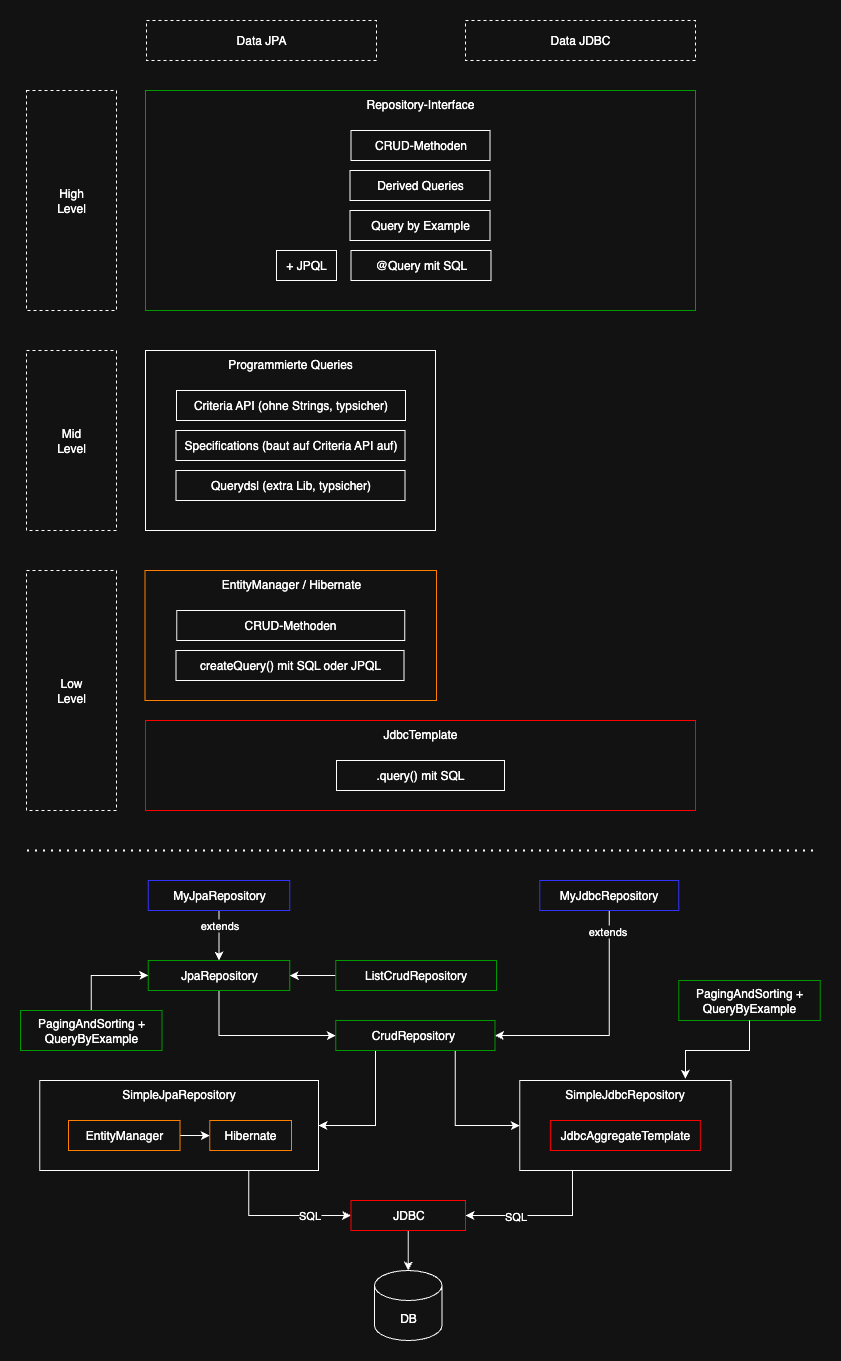 Data JPA
Data JDBC
High
Level
Repository-Interface
CRUD-Methoden
Derived Queries
Query by Example
+ JPQL
@Query mit SQL
Mid
Level
Programmierte Queries
Criteria API (ohne Strings, typsicher)
Specifications (baut auf Criteria API auf)
Querydsl (extra Lib, typsicher)
Low
Level
EntityManager / Hibernate
CRUD-Methoden
createQuery() mit SQL oder JPQL
JdbcTemplate
.query() mit SQL
MyJpaRepository
MyJdbcRepository
extends
extends
JpaRepository
ListCrudRepository
PagingAndSorting +
QueryByExample
PagingAndSorting +
QueryByExample
CrudRepository
SimpleJpaRepository
EntityManager
Hibernate
SimpleJdbcRepository
JdbcAggregateTemplate
SQL
JDBC
SQL
DB